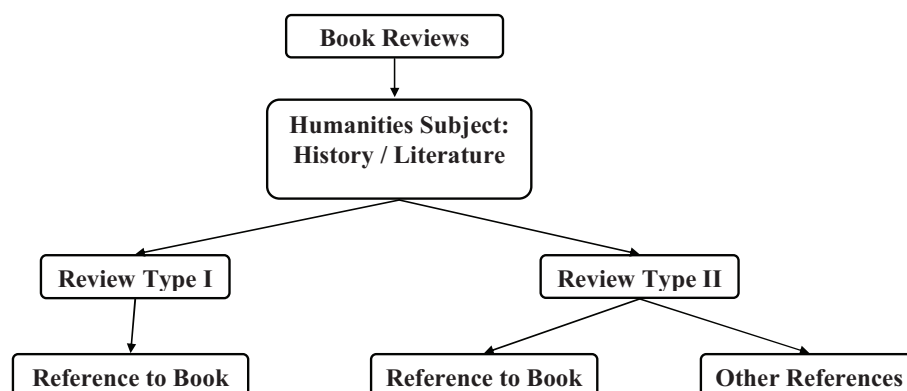 Book Reviews
Humanities Subject:
History / Literature
Review Type I
Review Type II
Reference to Book
Reference to Book
Other References